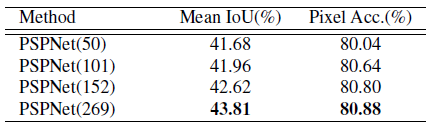 Method Mean IoU(%) Pixel Acc.(%)
PSPNet(50) 41.68 80.04
PSPNet(101) 41.96 80.64
PSPNet(152) 42.62 80.80
PSPNet(269) 43.81 80.88